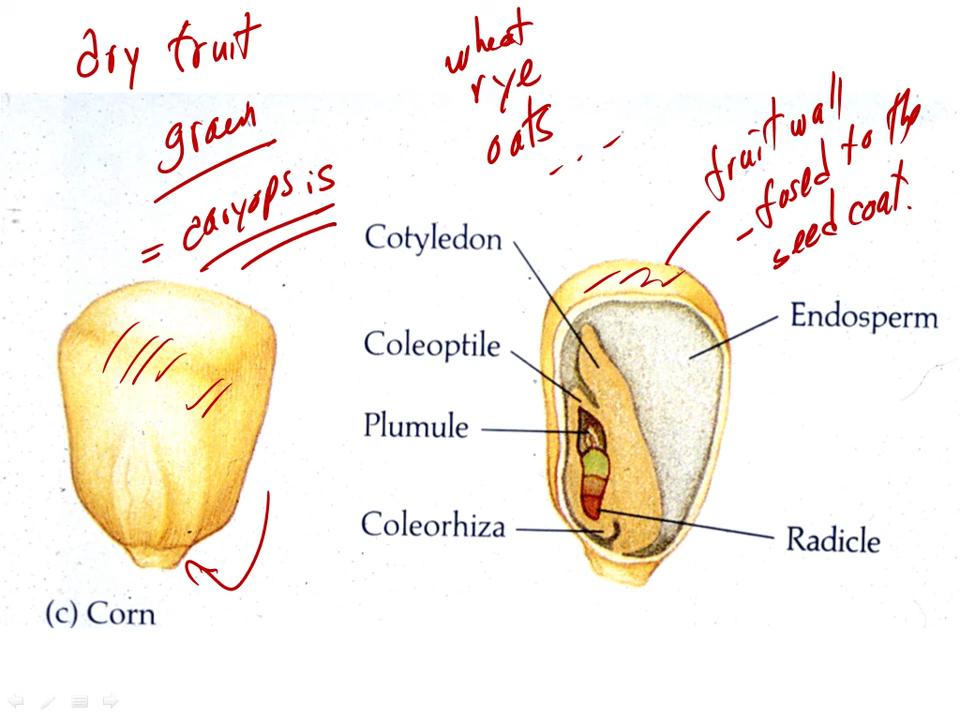 dry fruit
grain
= caryopsis
wheat
rye
oats
...
fruit wall
- fused to the
seed coat.
Cotyledon
Coleoptile
Plumule
Coleorhiza
Endosperm
Radicle
(c) Corn